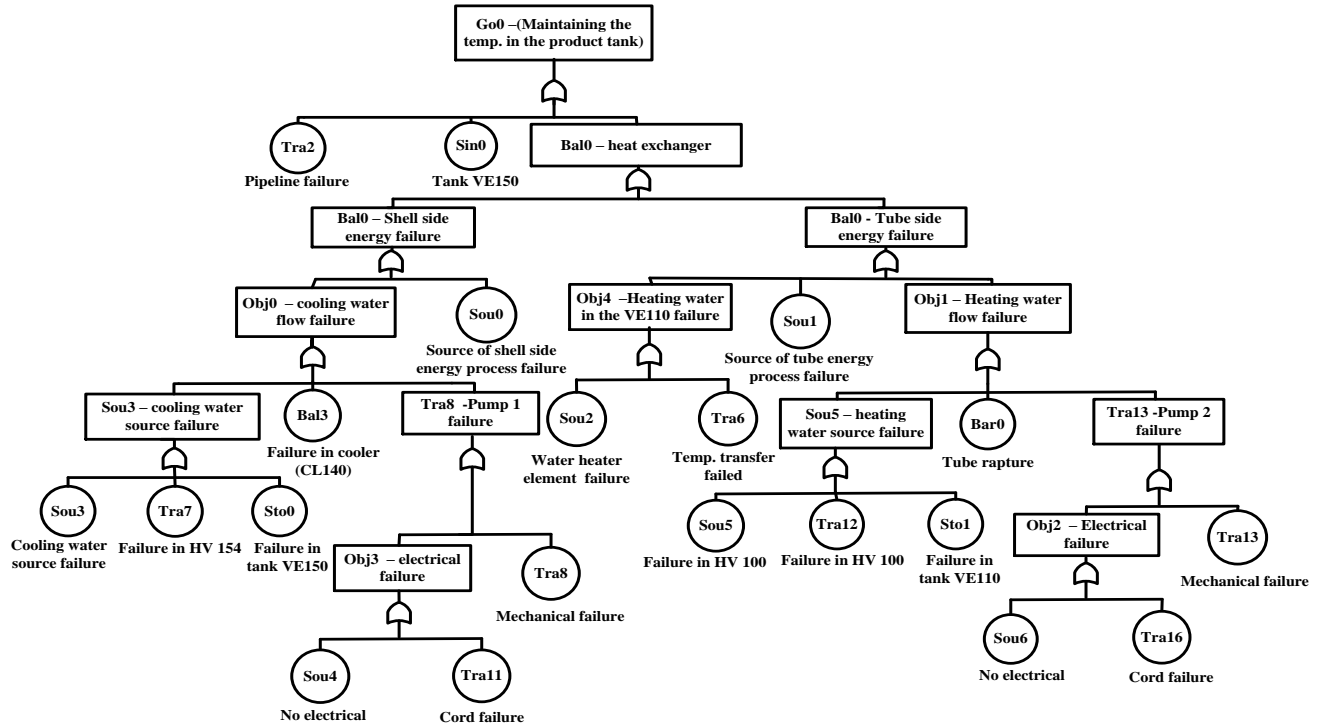 Go0 –(Maintaining the
temp. in the product tank)
Tra2
Pipeline failure
Sin0
Tank VE150
Bal0 – heat exchanger
Bal0 – Shell side
energy failure
Bal0 - Tube side
energy failure
Obj0 – cooling water
flow failure
Sou0
Source of shell side
energy process failure
Obj4 –Heating water
in the VE110 failure
Sou1
Source of tube energy
process failure
Obj1 – Heating water
flow failure
Sou3 – cooling water
source failure
Bal3
Failure in cooler
(CL140)
Tra8 -Pump 1
failure
Sou2
Water heater
element failure
Tra6
Temp. transfer
failed
Sou5 – heating
water source failure
Bar0
Tube rapture
Tra13 -Pump 2
failure
Sou3
Cooling water
source failure
Tra7
Failure in HV 154
Sto0
Failure in
tank VE150
Obj3 – electrical
failure
Tra8
Mechanical failure
Sou5
Failure in HV 100
Tra12
Failure in HV 100
Sto1
Failure in
tank VE110
Obj2 – Electrical
failure
Tra13
Mechanical failure
Sou4
No electrical
Tra11
Cord failure
Sou6
No electrical
Tra16
Cord failure